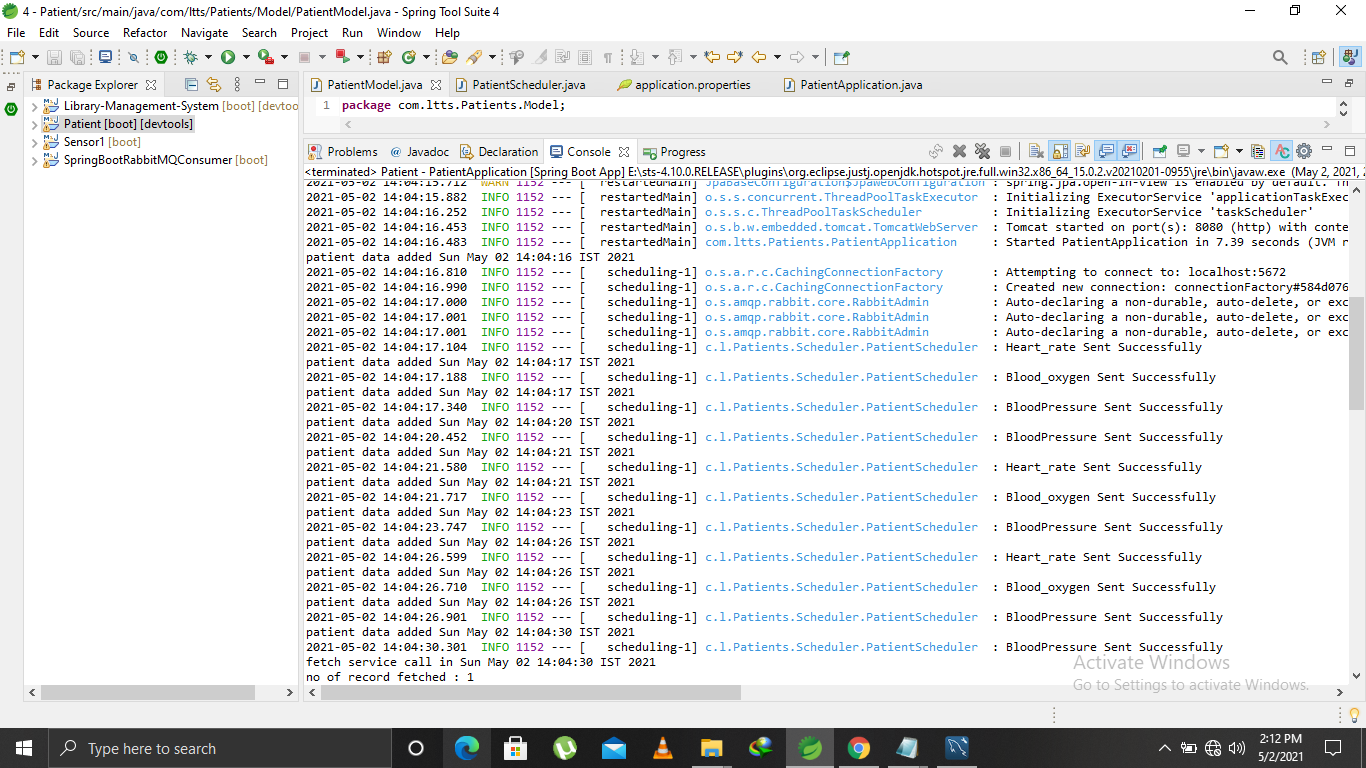 4 - Patient/src/main/java/com/ltts/Patients/Model/PatientModel.java - Spring Tool Suite 4
File Edit Source Refactor Navigate Search Project Run Window Help
Package Explorer
Library-Management-System [boot] [devtoo
Patient [boot] [devtools]
Sensor1 [boot]
SpringBootRabbitMQConsumer [boot]
PatientModel.java PatientScheduler.java application.properties PatientApplication.java
1 package com.ltts.Patients.Model;
Problems @ Javadoc Declaration Console Progress
<terminated> Patient - PatientApplication [Spring Boot App] E:\sts-4.10.0.RELEASE\plugins\org.eclipse.justj.openjdk.hotspot.jre.full.win32.x86_64_15.0.2.v20210201-0955\jre\bin\javaw.exe (May 2, 2021, 2
2021-05-02 14:04:15.712 WARN 1152 --- [ restartedMain] JpaBaseConfiguration$JpaWebConfiguration : spring.jpa.open-in-view is enabled by default. Th
2021-05-02 14:04:15.882 INFO 1152 --- [ restartedMain] o.s.s.concurrent.ThreadPoolTaskExecutor : Initializing ExecutorService 'applicationTaskExec
2021-05-02 14:04:16.252 INFO 1152 --- [ restartedMain] o.s.s.c.ThreadPoolTaskScheduler : Initializing ExecutorService 'taskScheduler'
2021-05-02 14:04:16.453 INFO 1152 --- [ restartedMain] o.s.b.w.embedded.tomcat.TomcatWebServer : Tomcat started on port(s): 8080 (http) with conte
2021-05-02 14:04:16.483 INFO 1152 --- [ restartedMain] com.ltts.Patients.PatientApplication : Started PatientApplication in 7.39 seconds (JVM r
patient data added Sun May 02 14:04:16 IST 2021
2021-05-02 14:04:16.810 INFO 1152 --- [ scheduling-1] o.s.a.r.c.CachingConnectionFactory : Attempting to connect to: localhost:5672
2021-05-02 14:04:16.990 INFO 1152 --- [ scheduling-1] o.s.a.r.c.CachingConnectionFactory : Created new connection: connectionFactory#584d076
2021-05-02 14:04:17.000 INFO 1152 --- [ scheduling-1] o.s.amqp.rabbit.core.RabbitAdmin : Auto-declaring a non-durable, auto-delete, or exc
2021-05-02 14:04:17.001 INFO 1152 --- [ scheduling-1] o.s.amqp.rabbit.core.RabbitAdmin : Auto-declaring a non-durable, auto-delete, or exc
2021-05-02 14:04:17.001 INFO 1152 --- [ scheduling-1] o.s.amqp.rabbit.core.RabbitAdmin : Auto-declaring a non-durable, auto-delete, or exc
2021-05-02 14:04:17.104 INFO 1152 --- [ scheduling-1] c.l.Patients.Scheduler.PatientScheduler : Heart_rate Sent Successfully
patient data added Sun May 02 14:04:17 IST 2021
2021-05-02 14:04:17.188 INFO 1152 --- [ scheduling-1] c.l.Patients.Scheduler.PatientScheduler : Blood_oxygen Sent Successfully
patient data added Sun May 02 14:04:17 IST 2021
2021-05-02 14:04:17.340 INFO 1152 --- [ scheduling-1] c.l.Patients.Scheduler.PatientScheduler : BloodPressure Sent Successfully
patient data added Sun May 02 14:04:20 IST 2021
2021-05-02 14:04:20.452 INFO 1152 --- [ scheduling-1] c.l.Patients.Scheduler.PatientScheduler : BloodPressure Sent Successfully
patient data added Sun May 02 14:04:21 IST 2021
2021-05-02 14:04:21.580 INFO 1152 --- [ scheduling-1] c.l.Patients.Scheduler.PatientScheduler : Heart_rate Sent Successfully
patient data added Sun May 02 14:04:21 IST 2021
2021-05-02 14:04:21.717 INFO 1152 --- [ scheduling-1] c.l.Patients.Scheduler.PatientScheduler : Blood_oxygen Sent Successfully
patient data added Sun May 02 14:04:23 IST 2021
2021-05-02 14:04:23.747 INFO 1152 --- [ scheduling-1] c.l.Patients.Scheduler.PatientScheduler : BloodPressure Sent Successfully
patient data added Sun May 02 14:04:26 IST 2021
2021-05-02 14:04:26.599 INFO 1152 --- [ scheduling-1] c.l.Patients.Scheduler.PatientScheduler : Heart_rate Sent Successfully
patient data added Sun May 02 14:04:26 IST 2021
2021-05-02 14:04:26.710 INFO 1152 --- [ scheduling-1] c.l.Patients.Scheduler.PatientScheduler : Blood_oxygen Sent Successfully
patient data added Sun May 02 14:04:26 IST 2021
2021-05-02 14:04:26.901 INFO 1152 --- [ scheduling-1] c.l.Patients.Scheduler.PatientScheduler : BloodPressure Sent Successfully
patient data added Sun May 02 14:04:30 IST 2021
2021-05-02 14:04:30.301 INFO 1152 --- [ scheduling-1] c.l.Patients.Scheduler.PatientScheduler : BloodPressure Sent Successfully
fetch service call in Sun May 02 14:04:30 IST 2021
no of record fetched : 1
Activate Windows
Go to Settings to activate Windows.
Type here to search
2:12 PM
5/2/2021